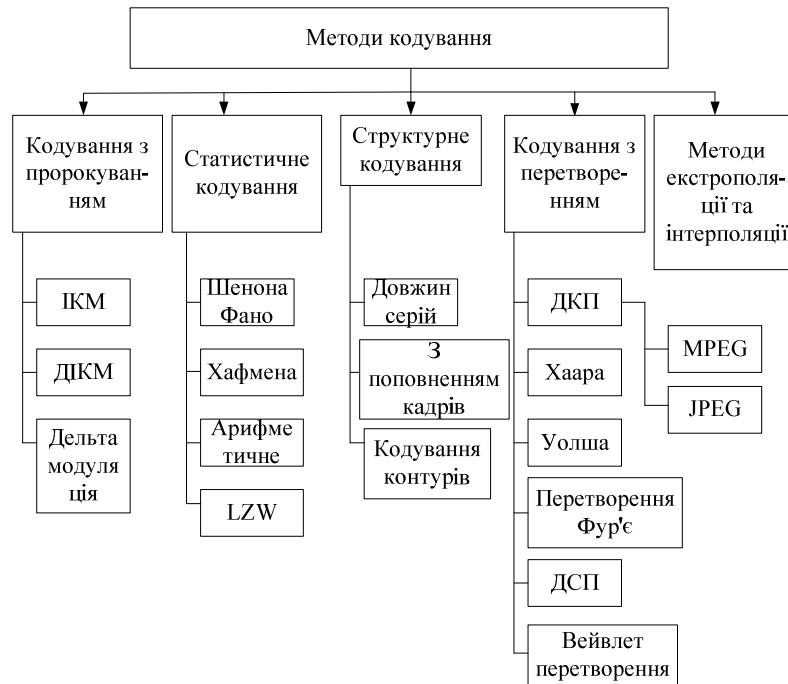 Методи кодування
Кодування з
пророкуван-
ням
Статистичне
кодування
Структурне
кодування
Кодування з
перетворе-
нням
Методи
екстрополя-
ції та
інтерполяції
ІКМ
ДІКМ
Дельта
модуля
ція
Шенона
Фано
Хафмена
Арифме
тичне
LZW
Довжин
серій
З
поповненням
кадрів
Кодування
контурів
ДКП
Хаара
Уолша
Перетворення
Фур'є
ДСП
Вейвлет
перетворення
MPEG
JPEG